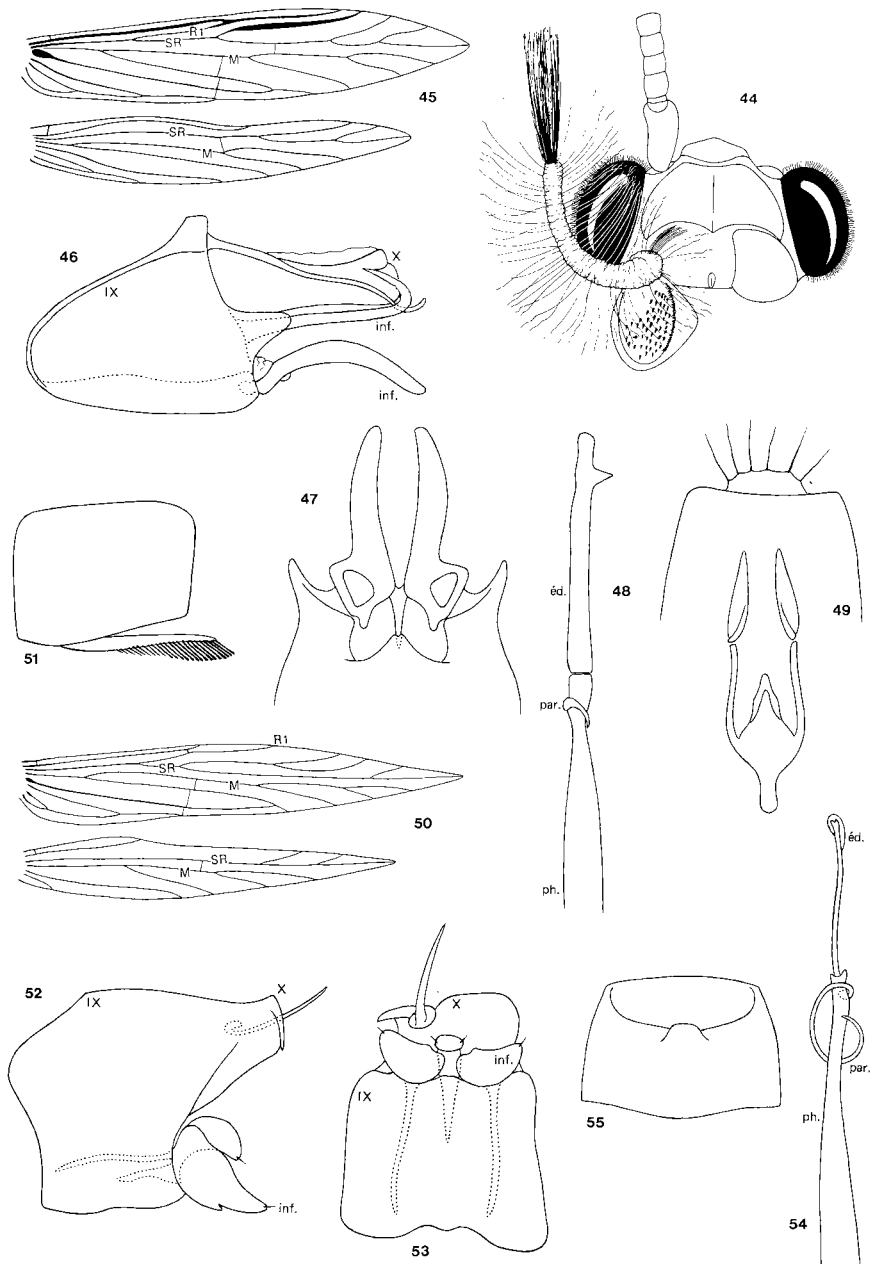 R1
SR
M
45
44
SR
M
46
IX
X
inf.
inf.
47
éd.
48
par.
ph.
49
51
R1
SR
M
50
SR
M
éd.
52
IX
X
inf.
X
inf.
IX
53
55
par.
ph.
54